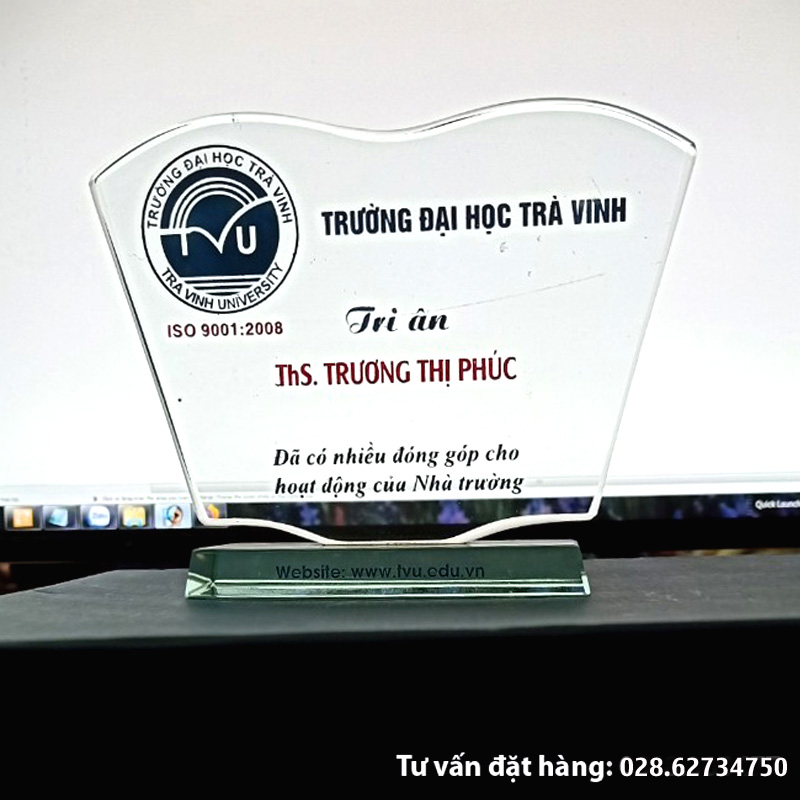 TRƯỜNG ĐẠI HỌC TRÀ VINH
TVU
TRA VINH UNIVERSITY
ISO 9001:2008
TRƯỜNG ĐẠI HỌC TRÀ VINH
Tri ân
ThS. TRƯƠNG THỊ PHÚC
Đã có nhiều đóng góp cho
hoạt động của Nhà trường
Quick Launch
Website: www.tvu.edu.vn
Tư vấn đặt hàng: 028.62734750